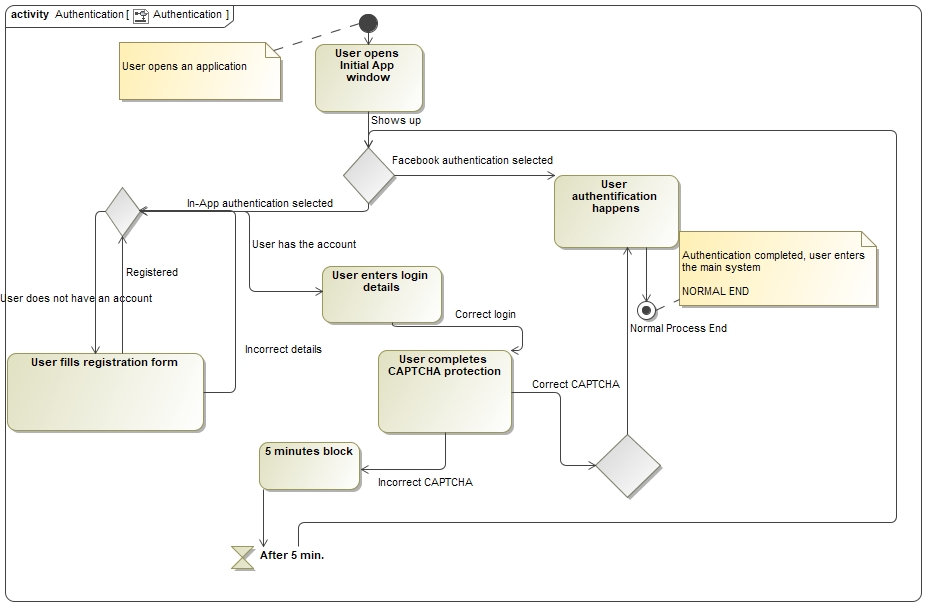 activity Authentication [ Authentication ]
User opens an application
User opens
Initial App
window
Shows up
Facebook authentication selected
User
authentification
happens
In-App authentication selected
User has the account
Authentication completed, user enters
the main system
NORMAL END
Registered
User enters login
details
User does not have an account
Correct login
Normal Process End
Incorrect details
User fills registration form
User completes
CAPTCHA protection
Correct CAPTCHA
5 minutes block
Incorrect CAPTCHA
After 5 min.